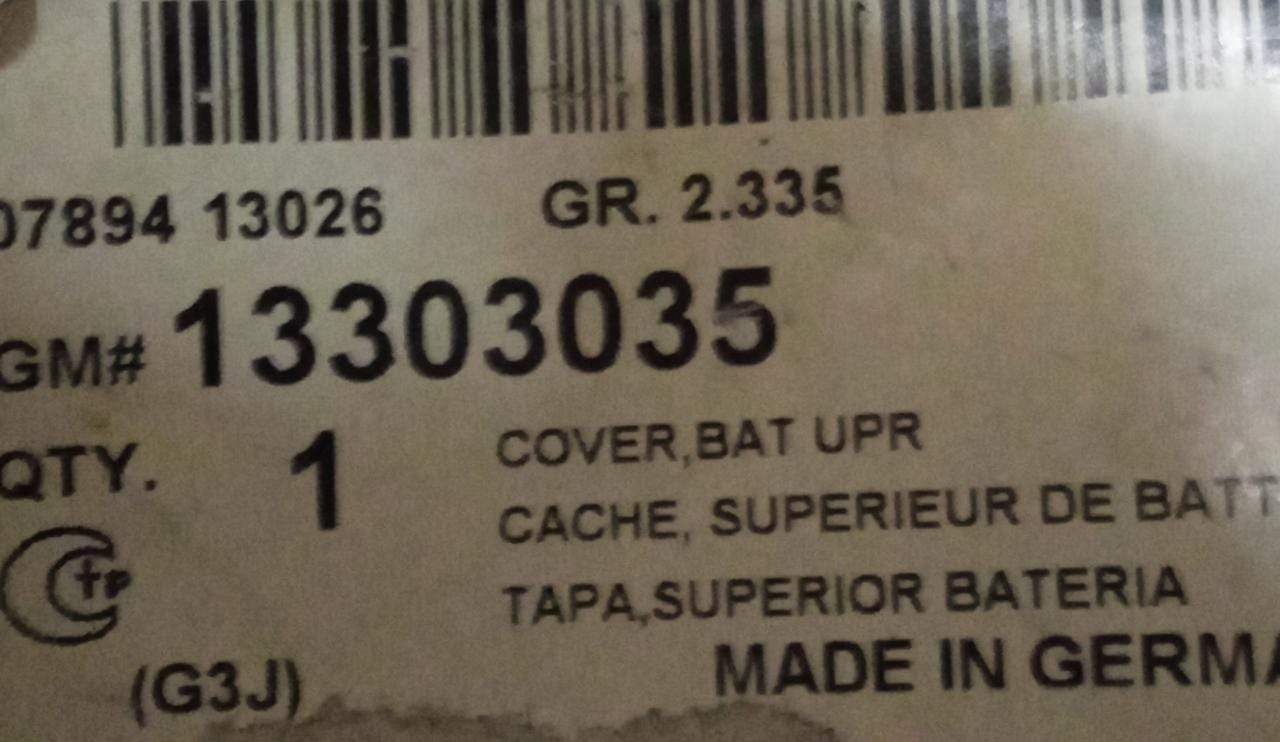 07894 13026 GR. 2.335
GM# 13303035
QTY. 1 COVER,BAT UPR
CACHE, SUPERIEUR DE BATT
TAPA,SUPERIOR BATERIA
MADE IN GERMA
(G3J)